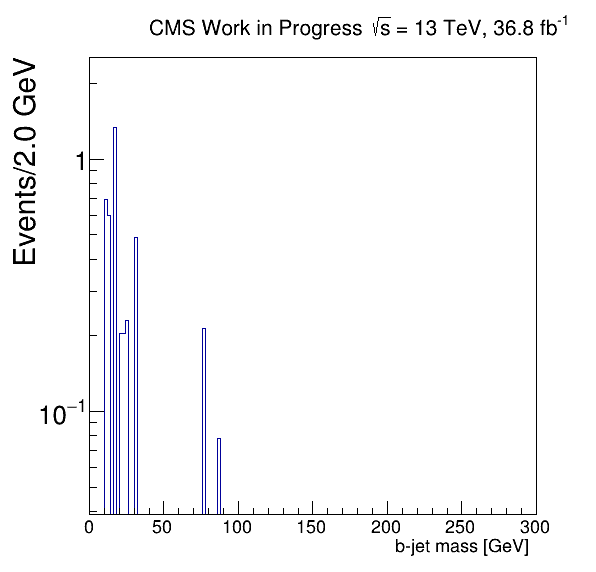 CMS Work in Progress √s = 13 TeV, 36.8 fb⁻¹
Events/2.0 GeV
1
10⁻¹
0 50 100 150 200 250 300
b-jet mass [GeV]